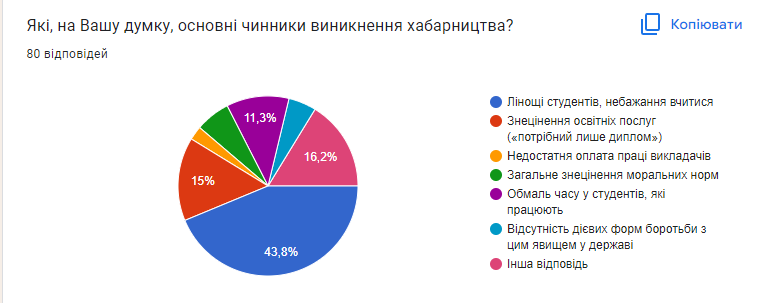 Які, на Вашу думку, основні чинники виникнення хабарництва?
Копіювати
80 відповідей
11,3%
16,2%
15%
43,8%
Лінощі студентів, небажання вчитися
Знецінення освітніх послуг
(«потрібний лише диплом»)
Недостатня оплата праці викладачів
Загальне знецінення моральних норм
Обмаль часу у студентів, які
працюють
Відсутність дієвих форм боротьби з
цим явищем у державі
Інша відповідь